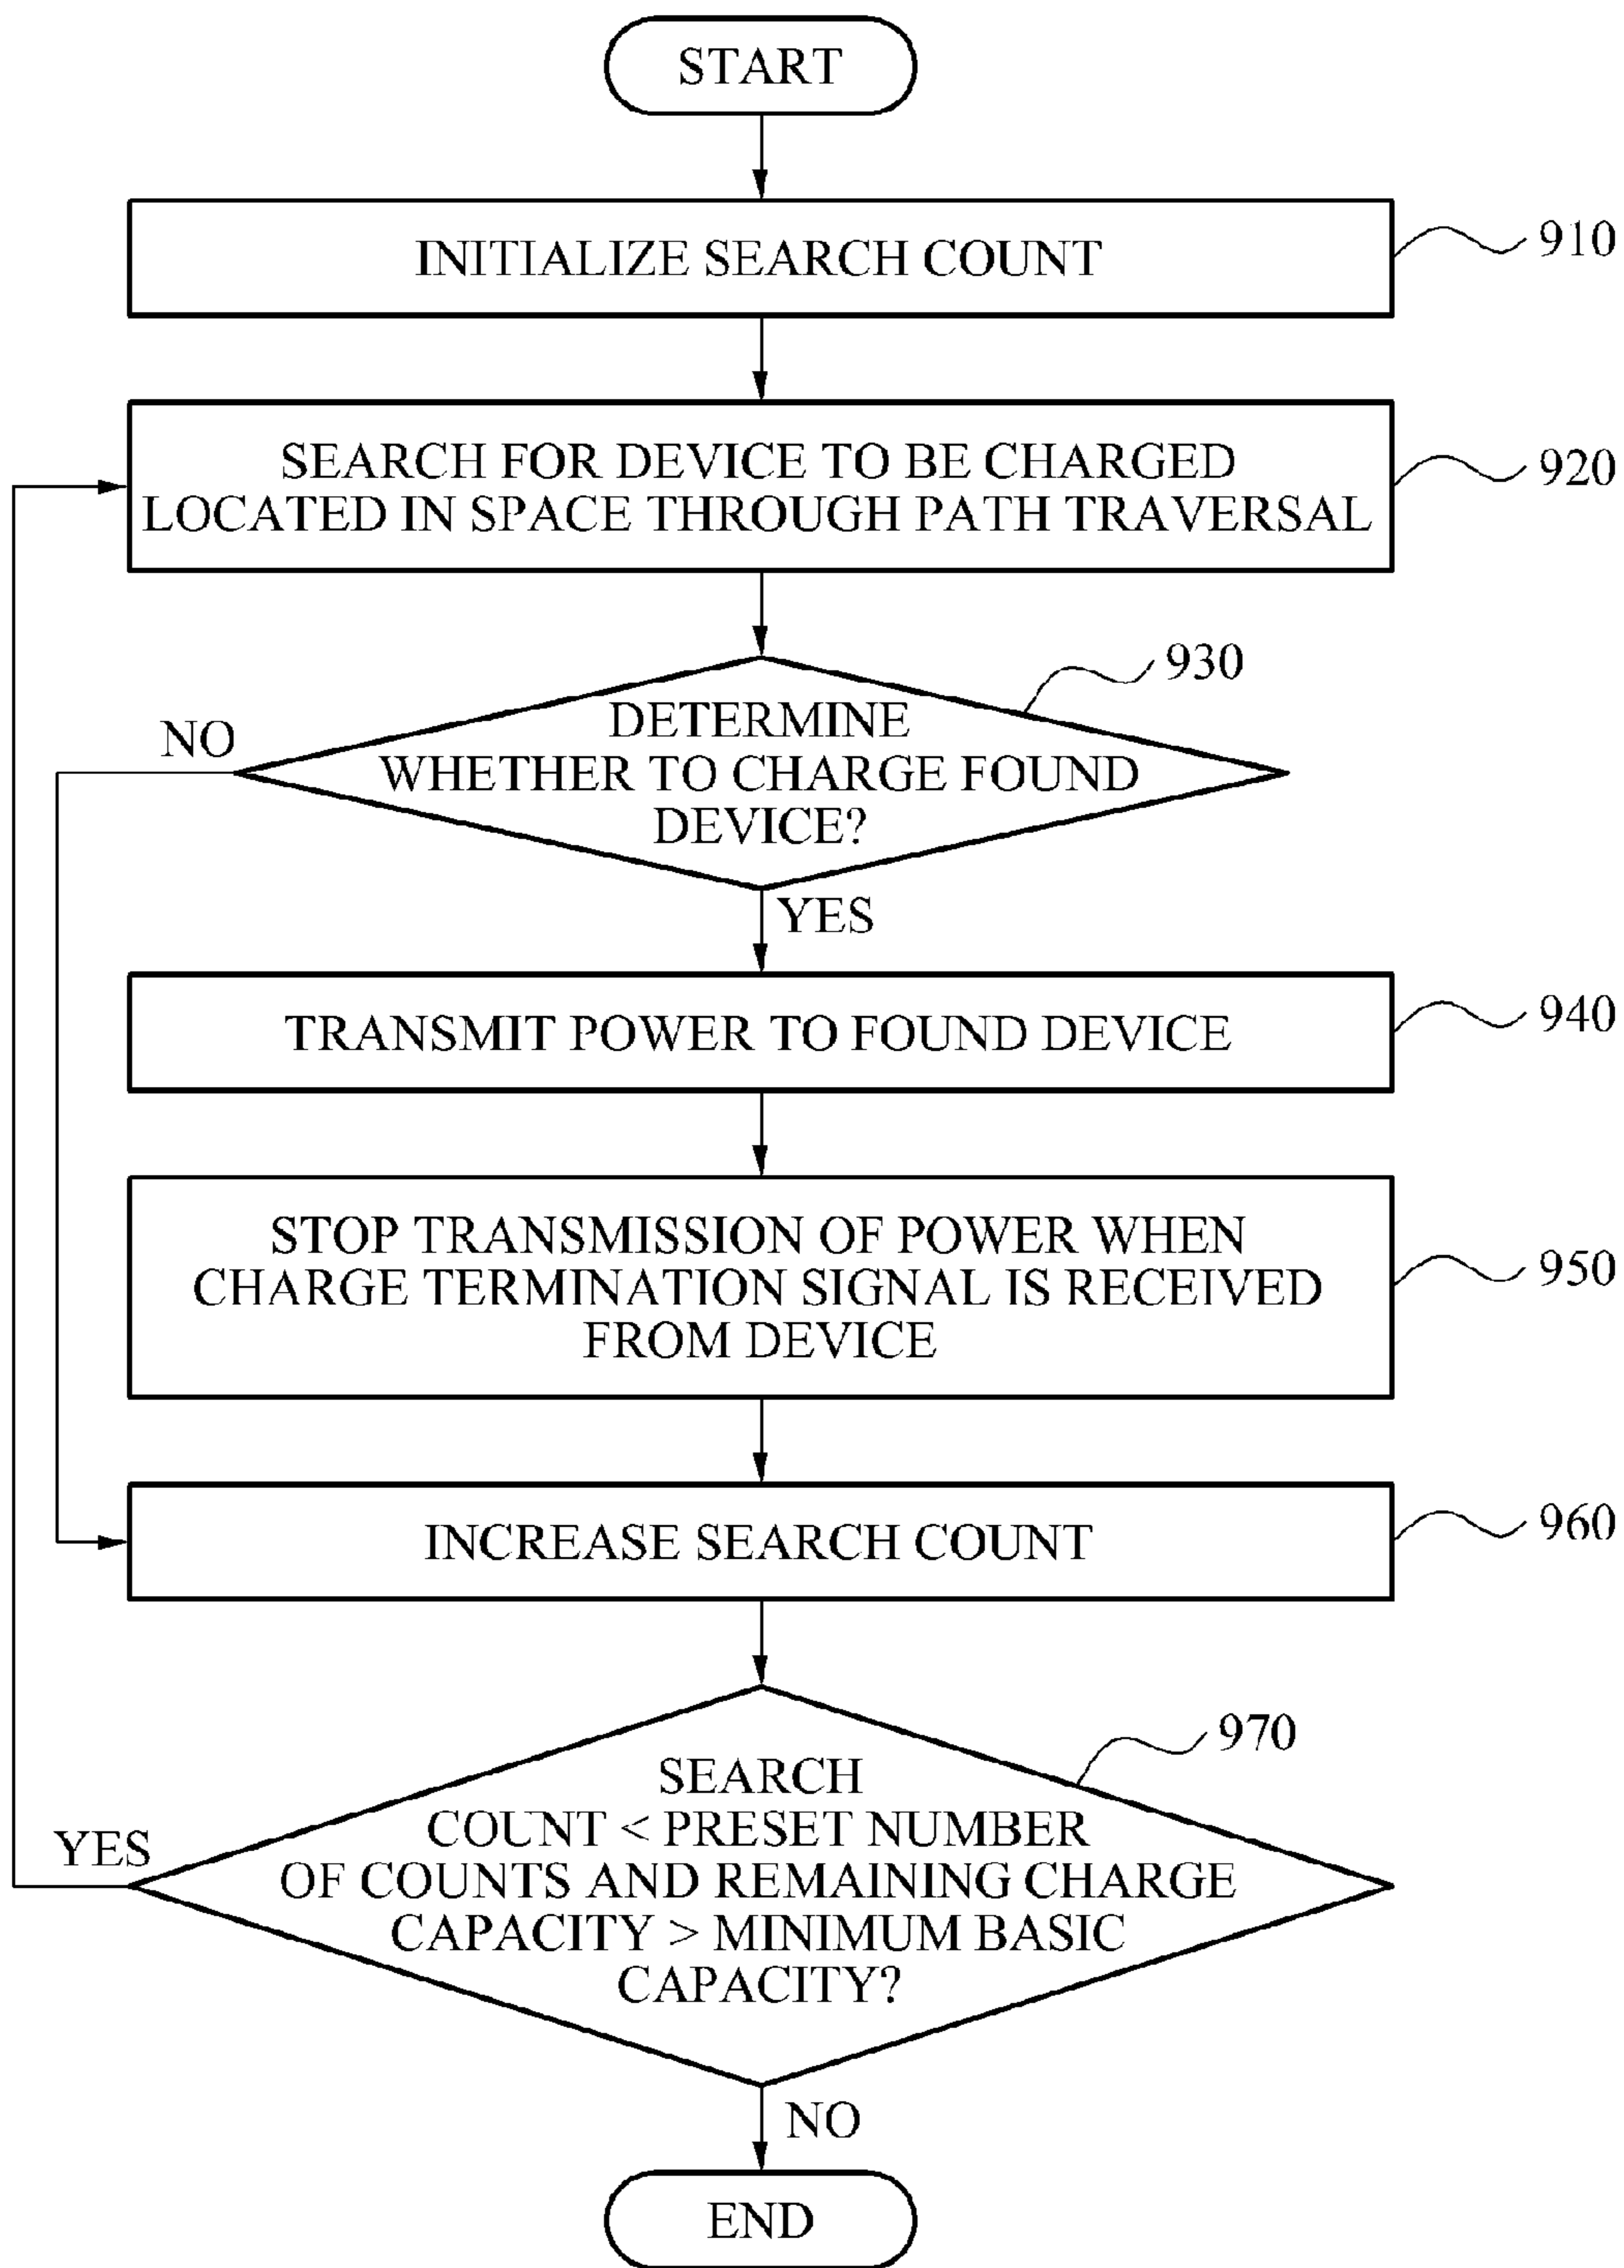 START
INITIALIZE SEARCH COUNT
910
SEARCH FOR DEVICE TO BE CHARGED
LOCATED IN SPACE THROUGH PATH TRAVERSAL
920
930
DETERMINE
WHETHER TO CHARGE FOUND
DEVICE?
NO
YES
TRANSMIT POWER TO FOUND DEVICE
940
STOP TRANSMISSION OF POWER WHEN
CHARGE TERMINATION SIGNAL IS RECEIVED
FROM DEVICE
950
INCREASE SEARCH COUNT
960
970
SEARCH
COUNT < PRESET NUMBER
OF COUNTS AND REMAINING CHARGE
CAPACITY > MINIMUM BASIC
CAPACITY?
YES
NO
END